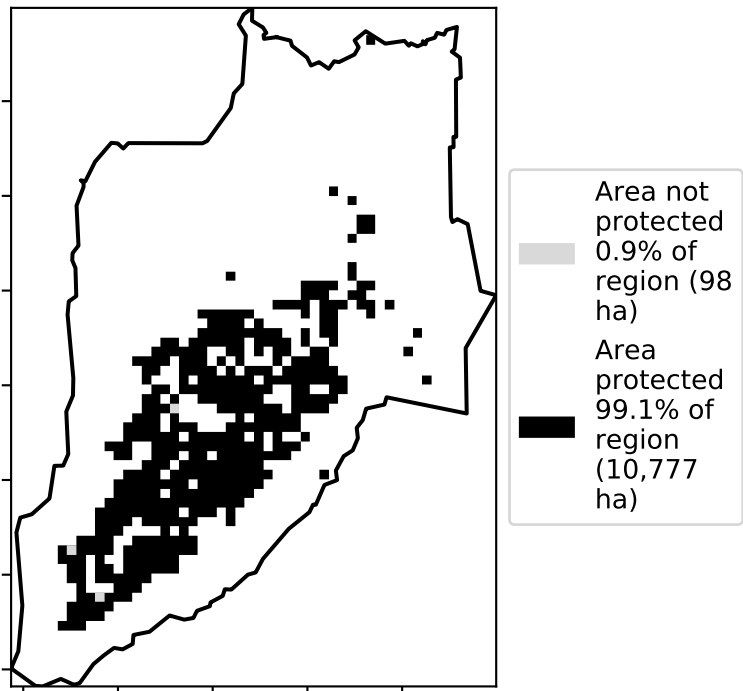 Area not
protected
0.9% of
region (98
ha)
Area
protected
99.1% of
region
(10,777
ha)